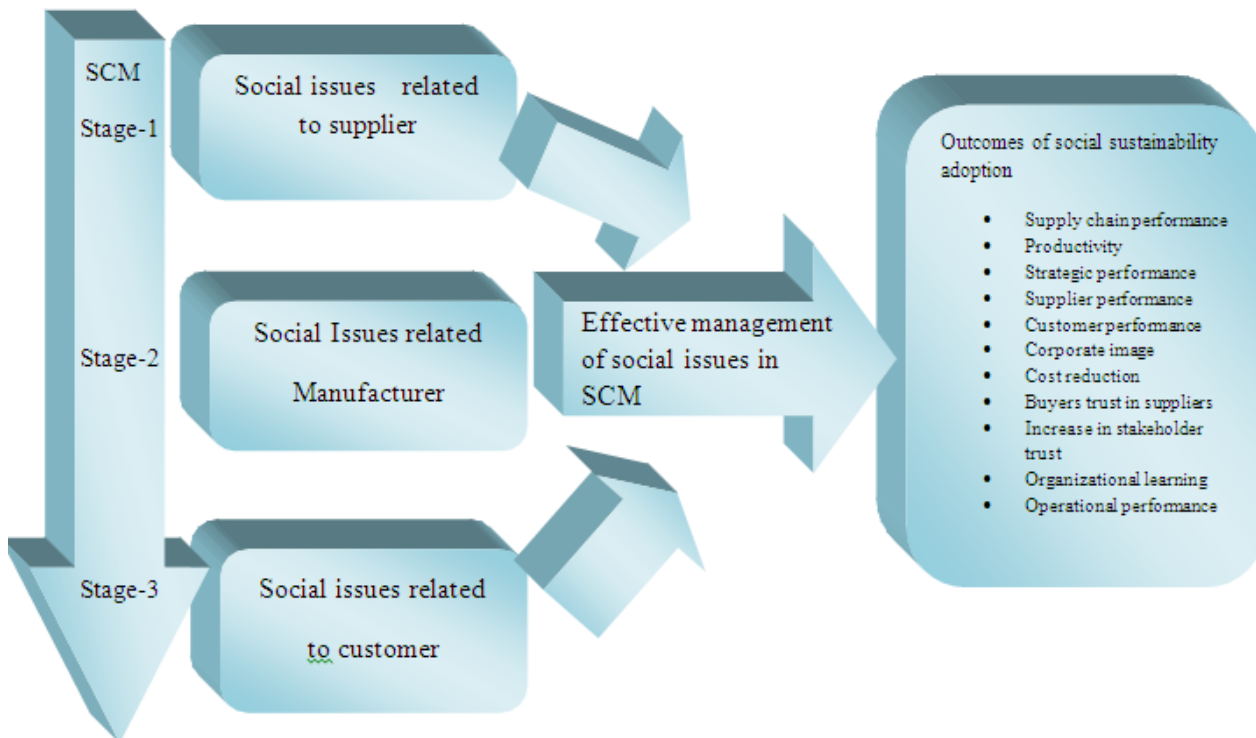 SCM
Stage-1
Social issues related
to supplier
Stage-2
Social Issues related
Manufacturer
Stage-3
Social issues related
to customer
Effective management
of social issues in
SCM
Outcomes of social sustainability
adoption
• Supply chain performance
• Productivity
• Strategic performance
• Supplier performance
• Customer performance
• Corporate image
• Cost reduction
• Buyers trust in suppliers
• Increase in stakeholder
trust
• Organizational learning
• Operational performance